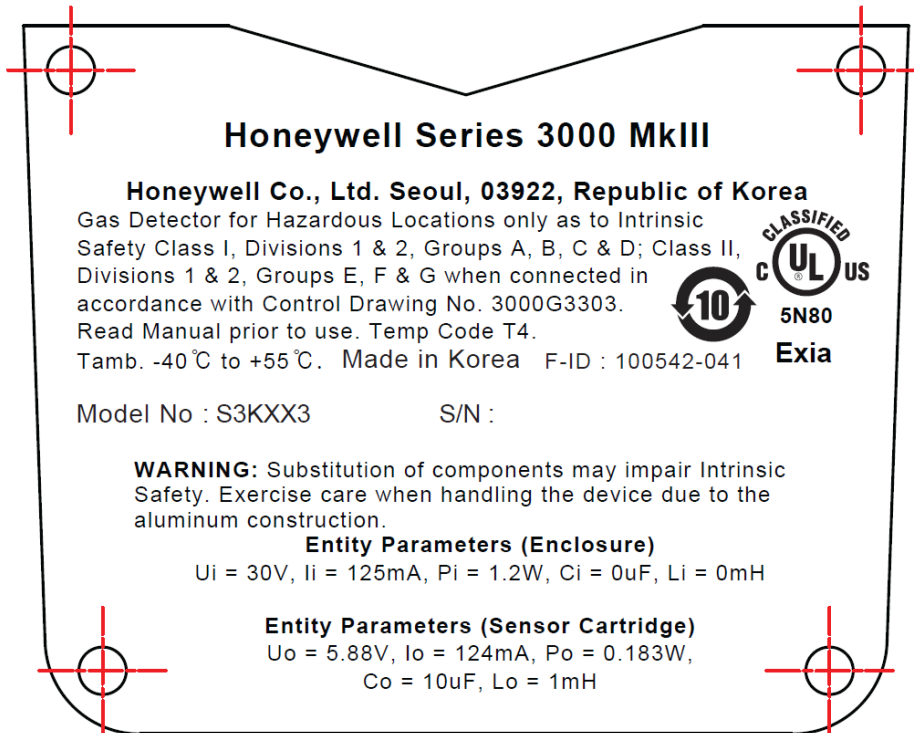 Honeywell Series 3000 MkIII
Honeywell Co., Ltd. Seoul, 03922, Republic of Korea
Gas Detector for Hazardous Locations only as to Intrinsic
Safety Class I, Divisions 1 & 2, Groups A, B, C & D; Class II,
Divisions 1 & 2, Groups E, F & G when connected in
accordance with Control Drawing No. 3000G3303.
Read Manual prior to use. Temp Code T4.
Tamb. -40℃ to +55℃. Made in Korea F-ID : 100542-041
10
CLASSIFIED
C UL ® US
5N80
Exia
Model No : S3KXX3 S/N :
WARNING: Substitution of components may impair Intrinsic
Safety. Exercise care when handling the device due to the
aluminum construction.
Entity Parameters (Enclosure)
Ui = 30V, Ii = 125mA, Pi = 1.2W, Ci = 0uF, Li = 0mH
Entity Parameters (Sensor Cartridge)
Uo = 5.88V, Io = 124mA, Po = 0.183W,
Co = 10uF, Lo = 1mH